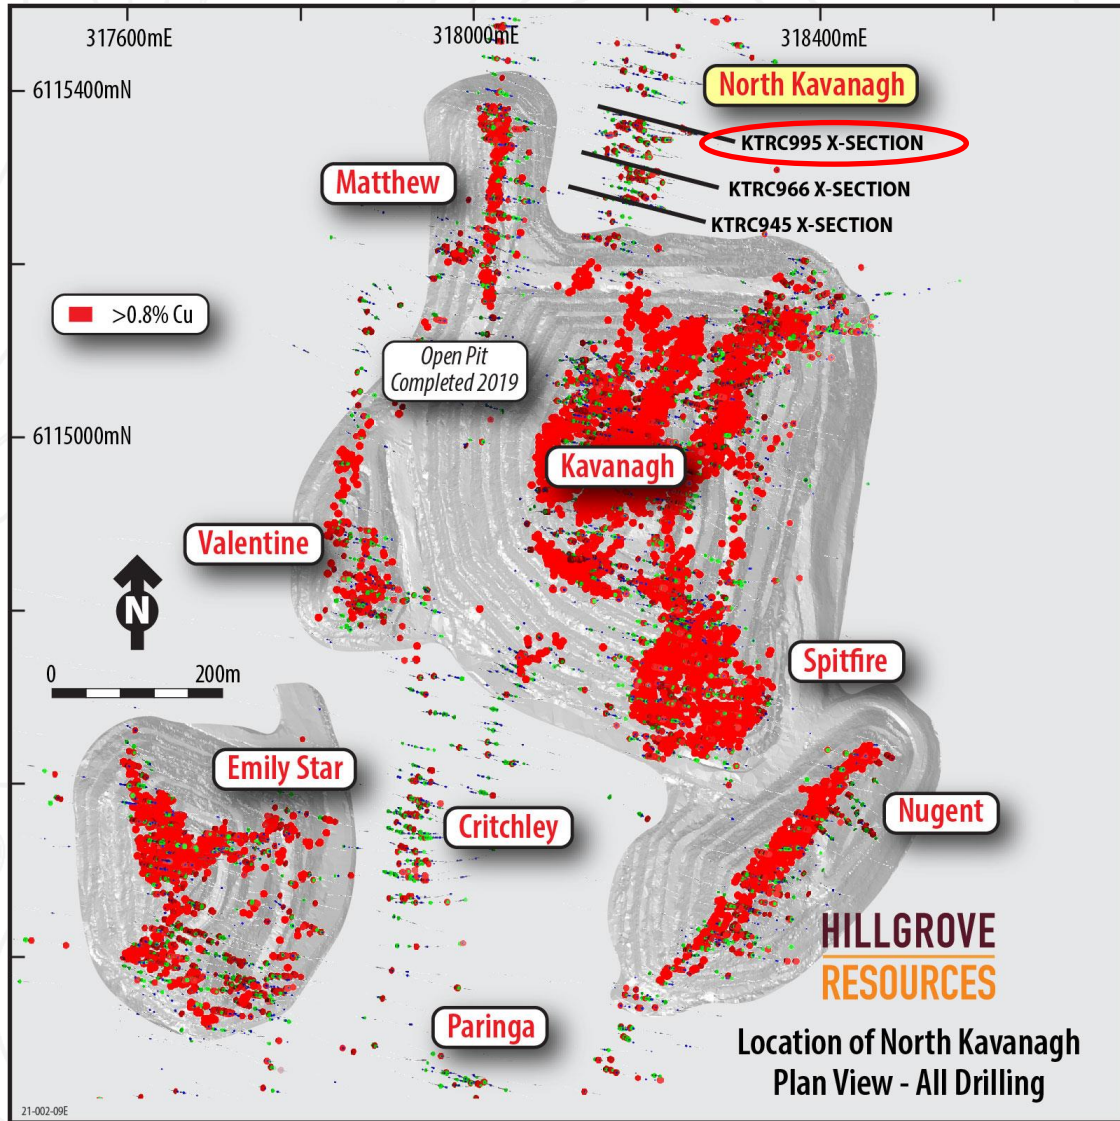 317600mE
318000mE
318400mE
6115400mN
North Kavanagh
KTRC995 X-SECTION
Matthew
KTRC966 X-SECTION
KTRC945 X-SECTION
>0.8% Cu
Open Pit
Completed 2019
6115000mN
Kavanagh
Valentine
N
0 200m
Spitfire
Emily Star
Critchley
Nugent
HILLGROVE
RESOURCES
Paringa
Location of North Kavanagh
Plan View - All Drilling
21-002-09E